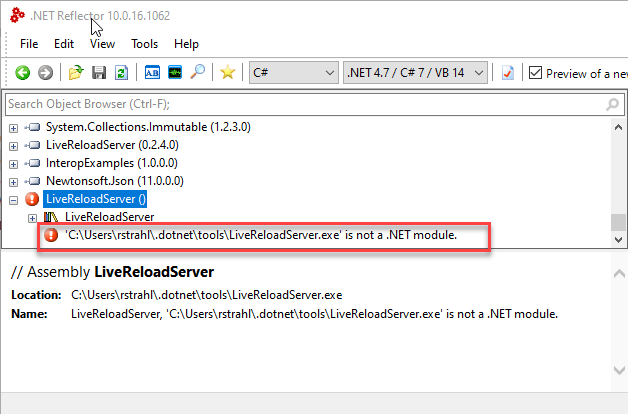 .NET Reflector 10.0.16.1062
File Edit View Tools Help
C# .NET 4.7 / C# 7 / VB 14 Preview of a new
Search Object Browser (Ctrl-F);
System.Collections.Immutable (1.2.3.0)
LiveReloadServer (0.2.4.0)
InteropExamples (1.0.0.0)
Newtonsoft.Json (11.0.0.0)
LiveReloadServer ()
LiveReloadServer
'C:\Users\rstrahl\.dotnet\tools\LiveReloadServer.exe' is not a .NET module.
// Assembly LiveReloadServer
Location: C:\Users\rstrahl\.dotnet\tools\LiveReloadServer.exe
Name: LiveReloadServer, 'C:\Users\rstrahl\.dotnet\tools\LiveReloadServer.exe' is not a .NET module.